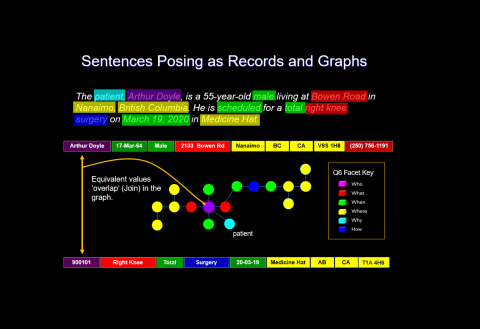 Sentences Posing as Records and Graphs
The patient, Arthur Doyle, is a 55-year-old male living at Bowen Road in
Nanaimo, British Columbia. He is scheduled for a total right knee
surgery on March 19, 2020 in Medicine Hat.
Arthur Doyle 17-Mar-64 Male 2133 Bowen Rd Nanaimo BC CA V9S 1H8 (250) 756-1191
Equivalent values
'overlap' (Join) in the
graph.
patient
Q6 Facet Key
Who
What
When
Where
Why
How
900101 Right Knee Total Surgery 20-03-19 Medicine Hat AB CA T1A 4H6